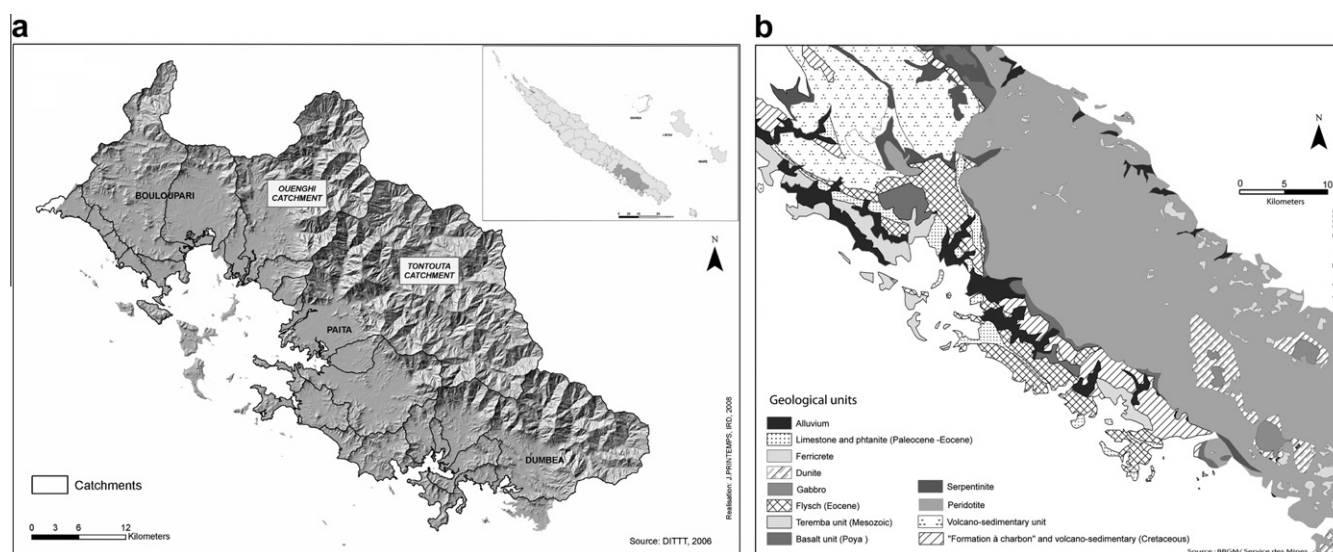 a
BOULOUPARI
OUENGHI
CATCHMENT
TONTOUTA
CATCHMENT
PAITA
DUMBEA
N
Catchments
0 3 6 12
Kilometers
Source: DITTT, 2006
Realisation: J.PRINTEMPS, IRD, 2008
b
N
0 5 10
Kilometers
Geological units
Alluvium
Limestone and phtanite (Paleocene -Eocene)
Ferricrete
Dunite
Gabbro
Flysch (Eocene)
Teremba unit (Mesozoic)
Basalt unit (Poya )
Serpentinite
Peridotite
Volcano-sedimentary unit
"Formation à charbon" and volcano-sedimentary (Cretaceous)